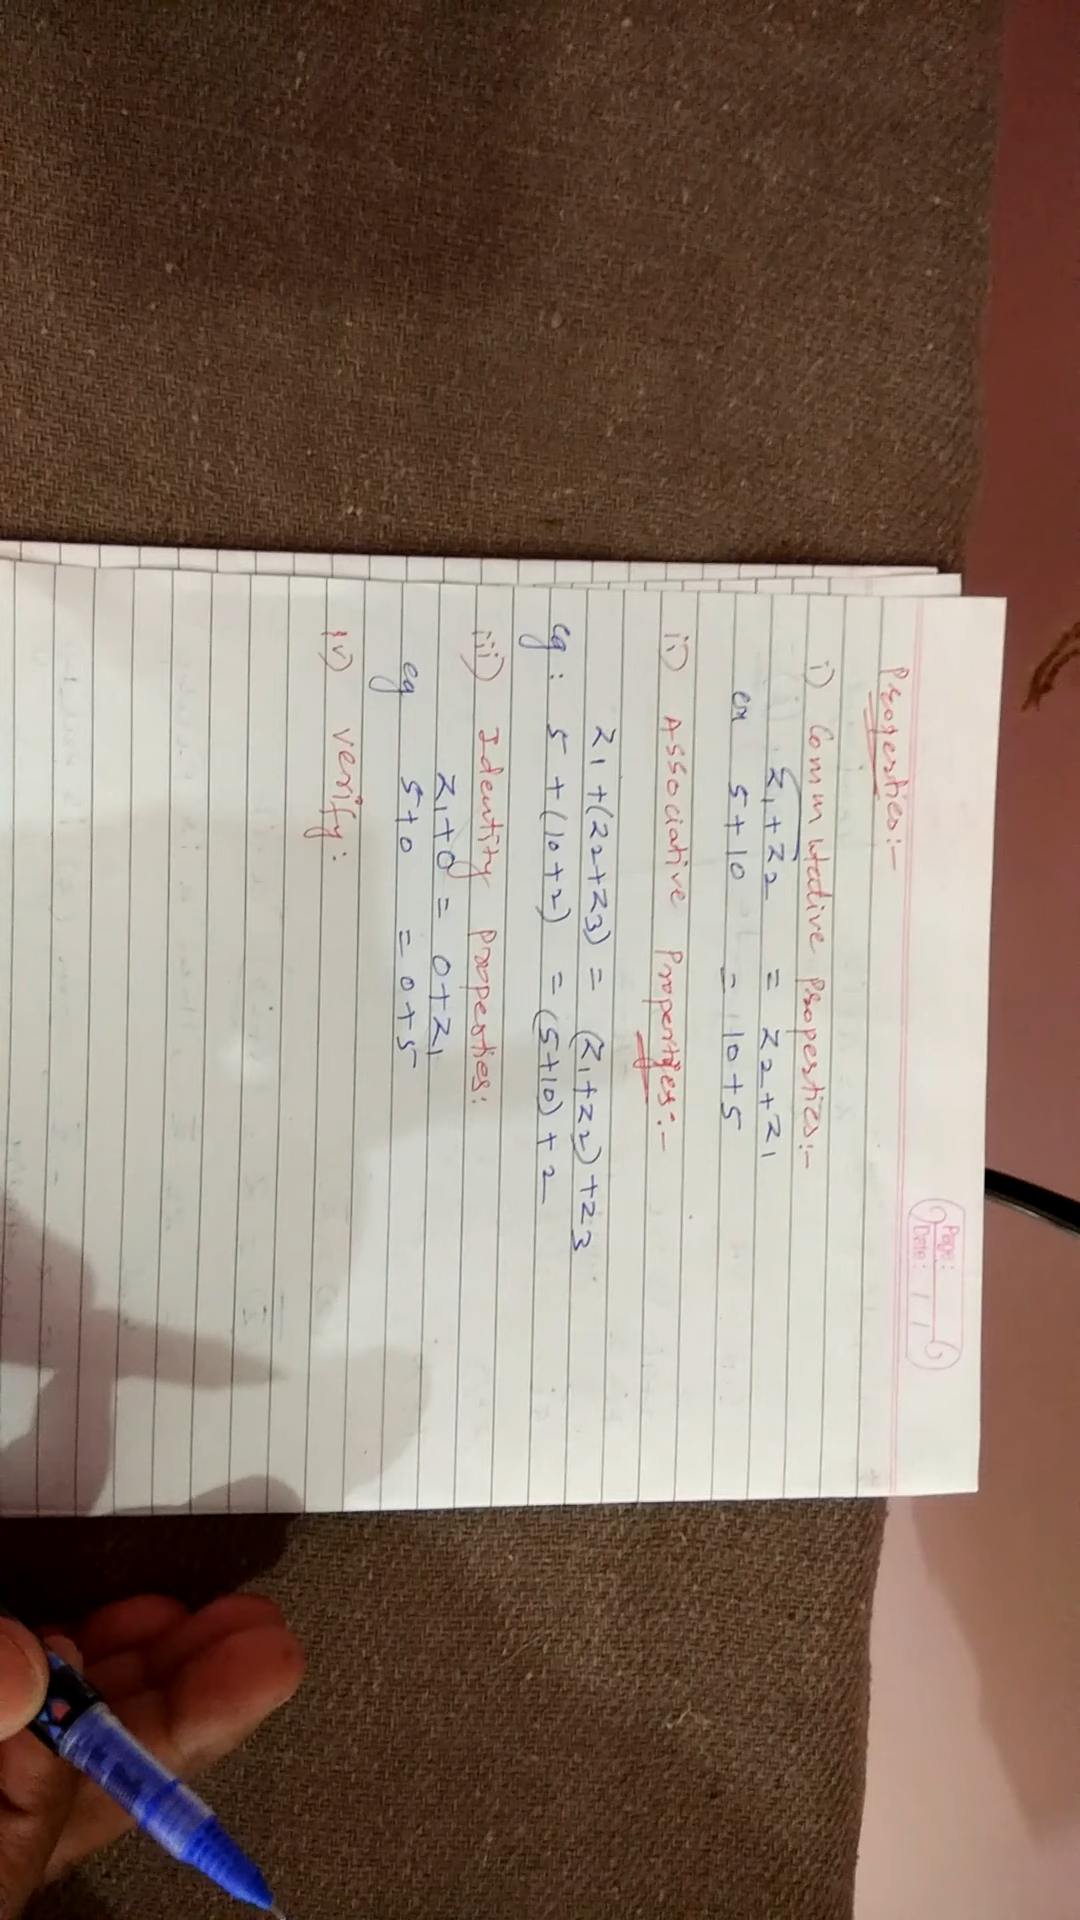 Page:
Date: / /
Properties:-
i) Commutative Properties:-
z1+z2 = z2+z1
ex 5+10 = 10+5
ii) Associative Properties:-
z1+(z2+z3) = (z1+z2)+z3
eg: 5+(10+2) = (5+10)+2
iii) Identity Properties:
z1+0 = 0+z1
eg 5+0 = 0+5
iv) verify: